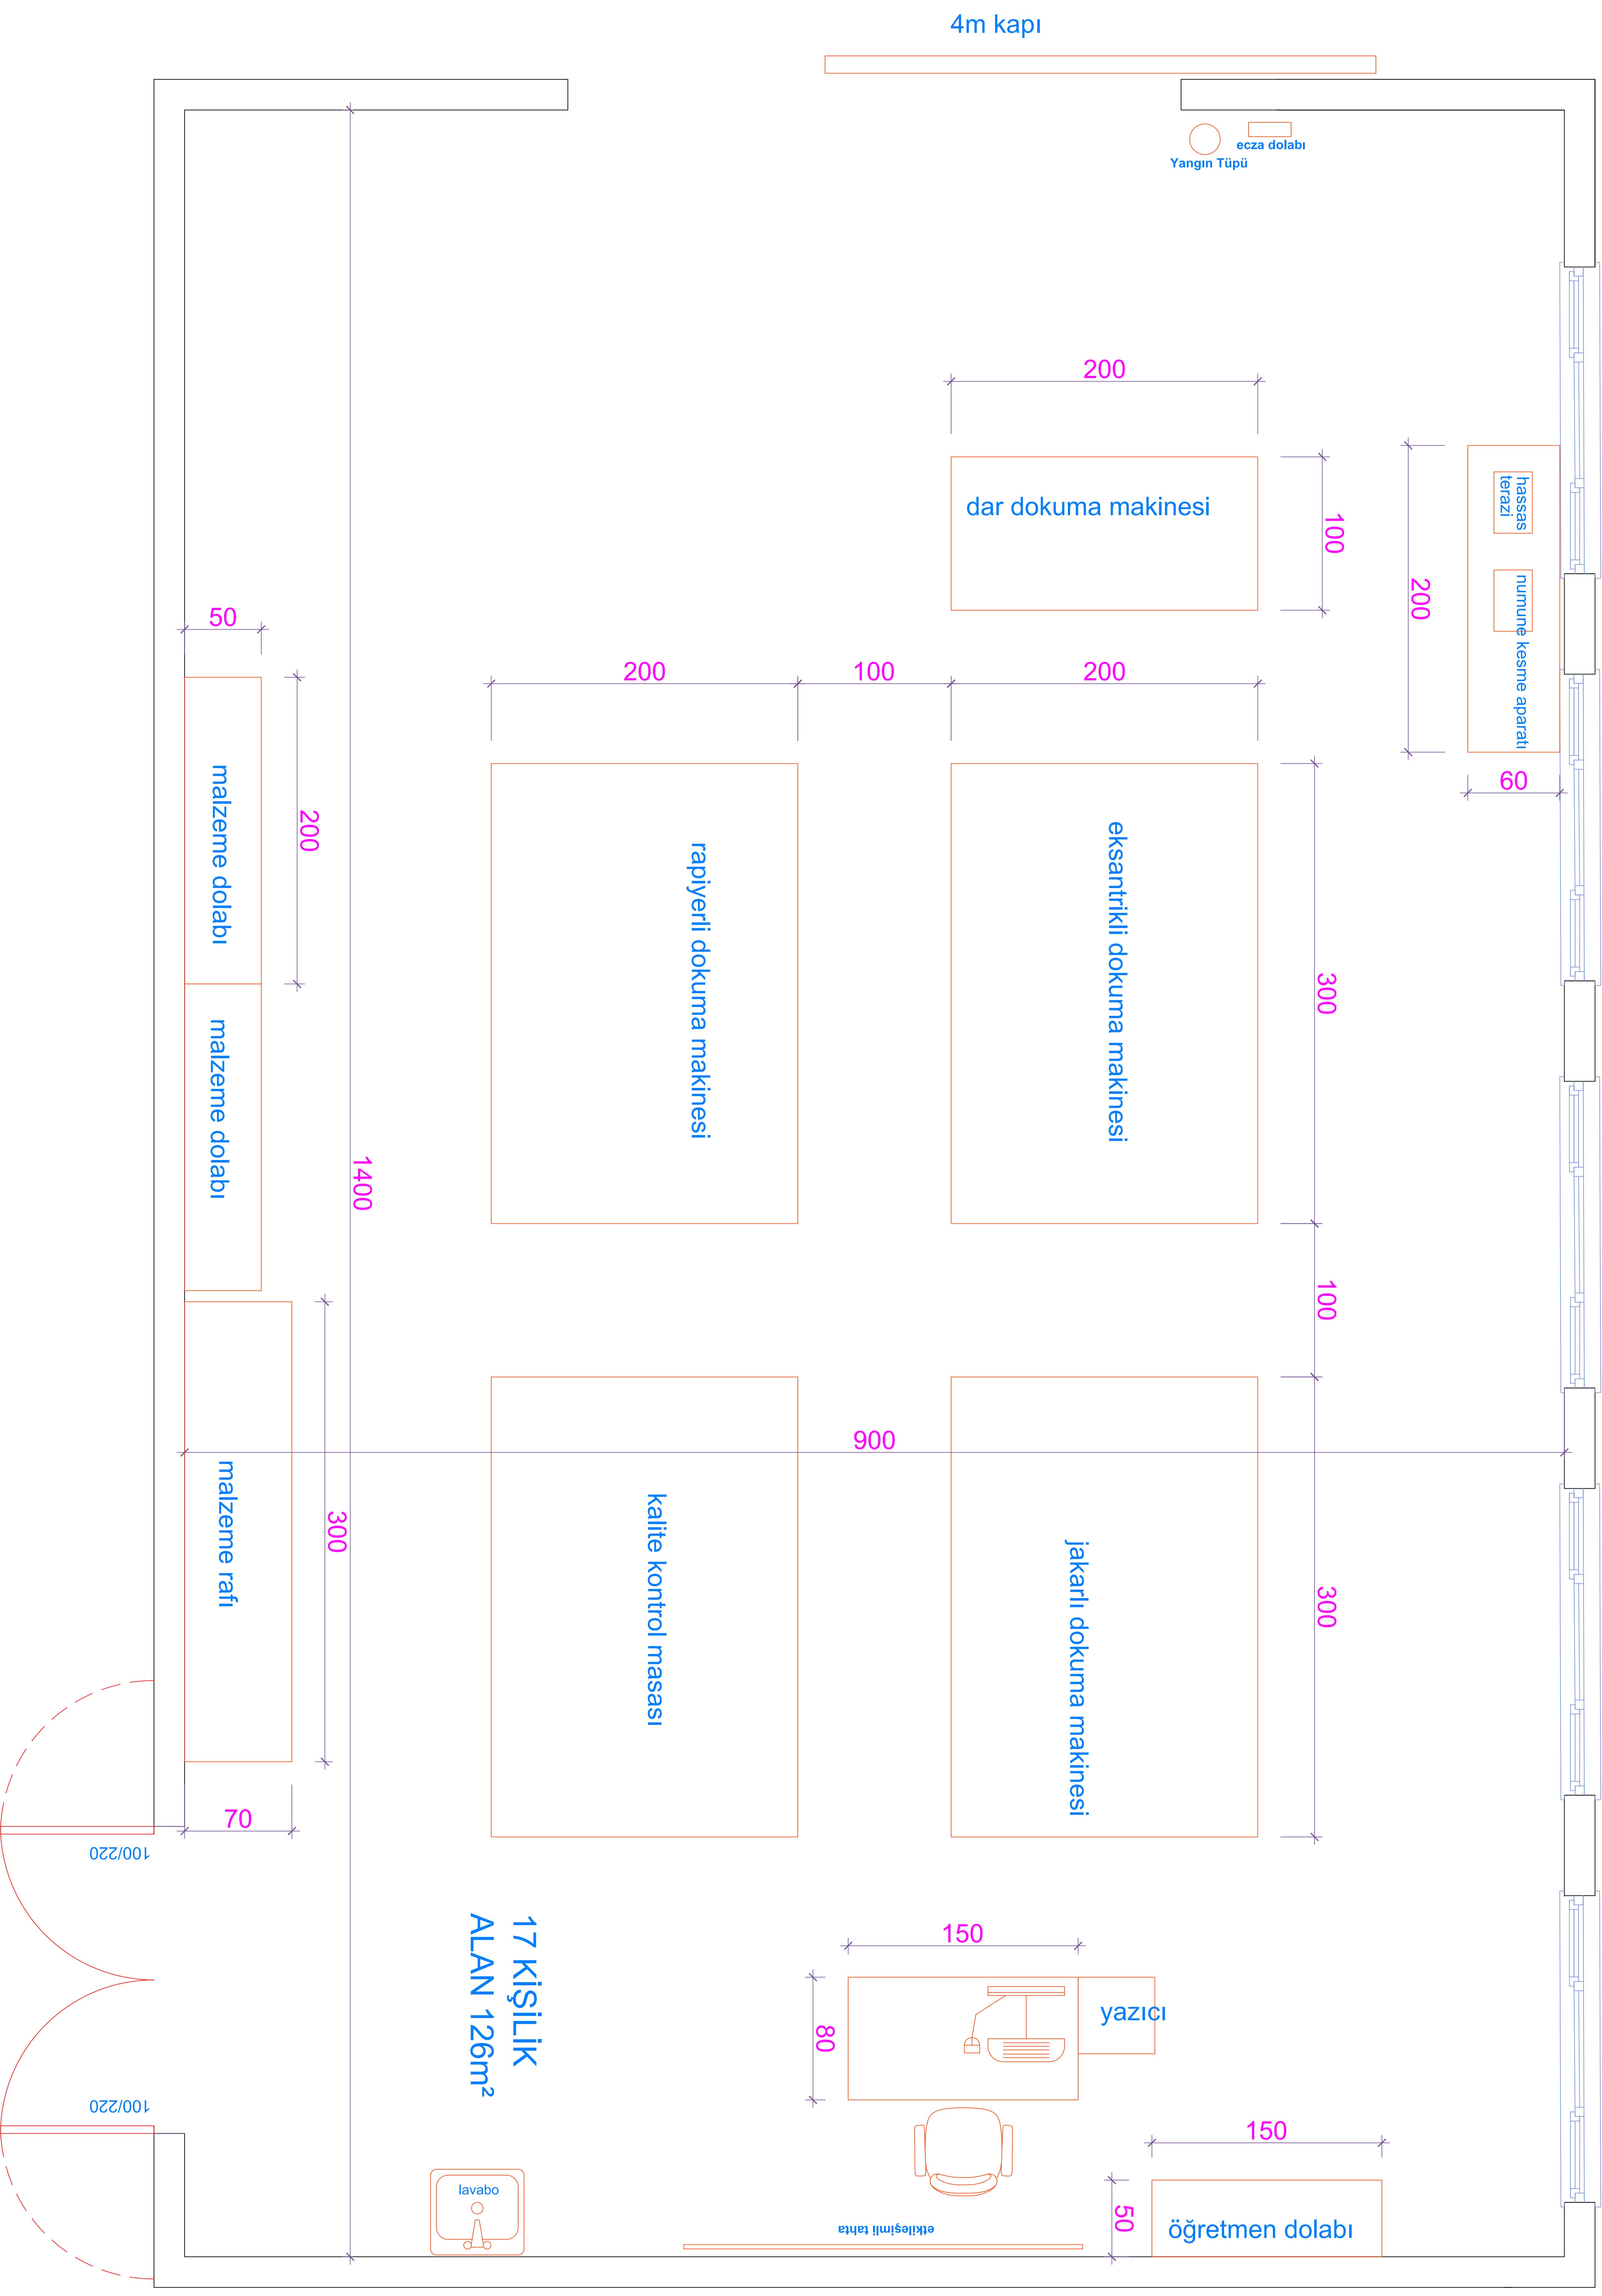 4m kapı
ecza dolabı
Yangın Tüpü
200
dar dokuma makinesi
100
200
hassas
terazi
numune kesme aparatı
60
50
200
100
200
malzeme dolabı
200
rapiyerli dokuma makinesi
eksantrikli dokuma makinesi
300
malzeme dolabı
1400
100
900
malzeme rafı
300
kalite kontrol masası
jakarlı dokuma makinesi
300
70
100/220
17 KİŞİLİK
ALAN 126m²
150
80
yazıcı
100/220
150
50
öğretmen dolabı
lavabo
etkileşimli tahta